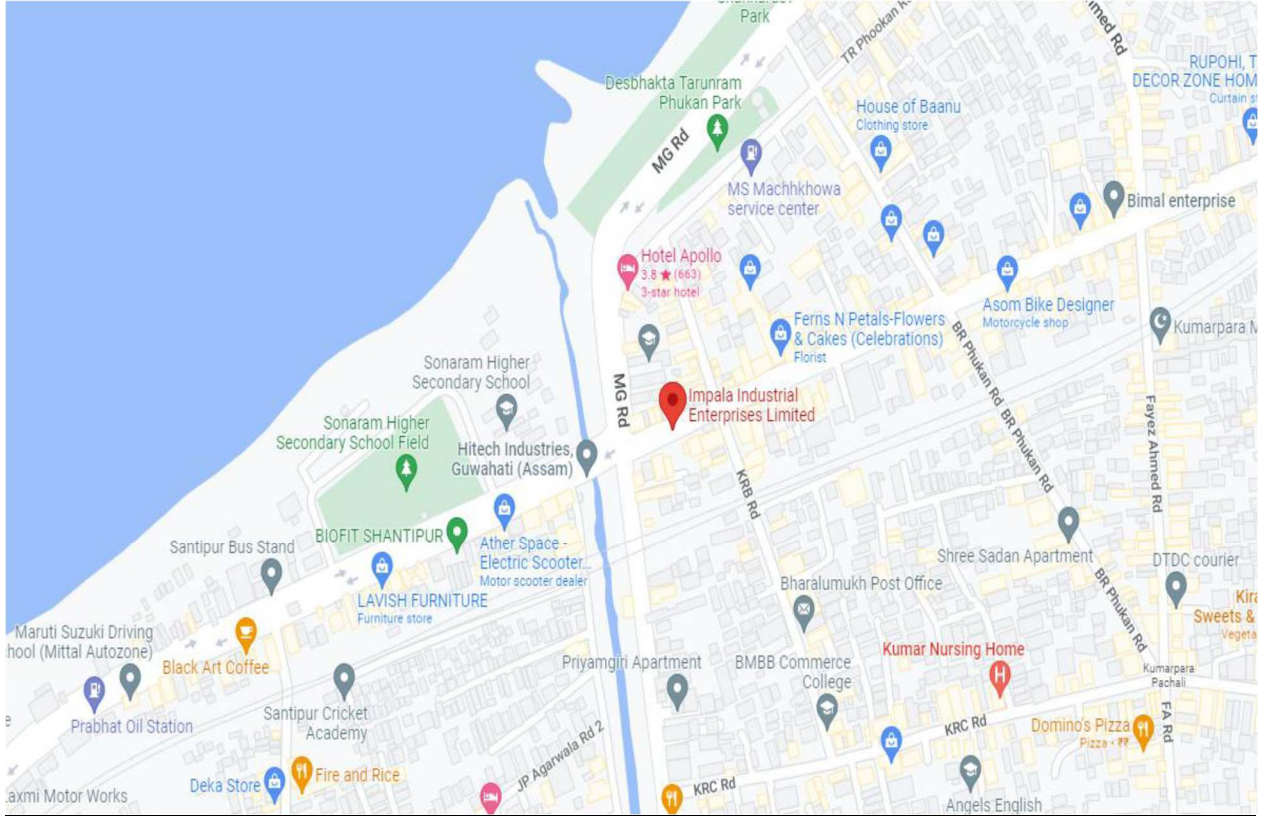 Park
Desbhakta Tarunram
Phukan Park
MG Rd
TR Phookan
RUPOHI, T
DECOR ZONE HOM
Curtain
House of Baanu
Clothing store
MS Machhkhowa
service center
Bimal enterprise
Hotel Apollo
3.8 ★ (663)
3-star hotel
Asom Bike Designer
Motorcycle shop
Ferns N Petals-Flowers
& Cakes (Celebrations)
Florist
Kumarpara M
BR Phukan Rd
BR Phukan Rd
Fayez Ahmed Rd
Sonaram Higher
Secondary School
MG Rd
Impala Industrial
Enterprises Limited
Sonaram Higher
Secondary School Field
Hitech Industries,
Guwahati (Assam)
KRB Rd
BIOFIT SHANTIPUR
Ather Space -
Electric Scooter...
Motor scooter dealer
Santipur Bus Stand
Shree Sadan Apartment
DTDC courier
BR Phukan Rd
Bharalumukh Post Office
LAVISH FURNITURE
Furniture store
Sweets &
Maruti Suzuki Driving
hool (Mittal Autozone)
Black Art Coffee
Priyamgiri Apartment
BMBB Commerce
College
Kumar Nursing Home
Kumarpara
Pachali
Prabhat Oil Station
Santipur Cricket
Academy
KRC Rd
FA Rd
Domino's Pizza
Pizza • ₹₹
JP Agarwala Rd 2
Deka Store
Fire and Rice
KRC Rd
axmi Motor Works
Angels English